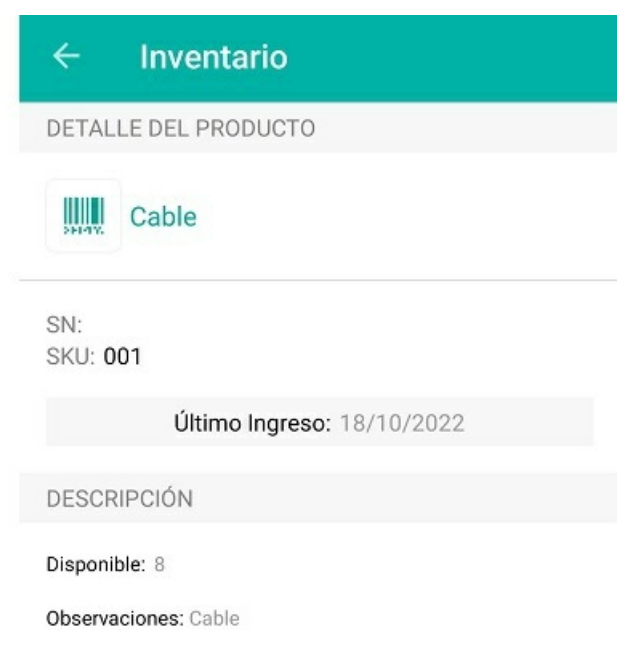 Inventario
DETALLE DEL PRODUCTO
Cable
SN:
SKU: 001
Último Ingreso: 18/10/2022
DESCRIPCIÓN
Disponible: 8
Observaciones: Cable